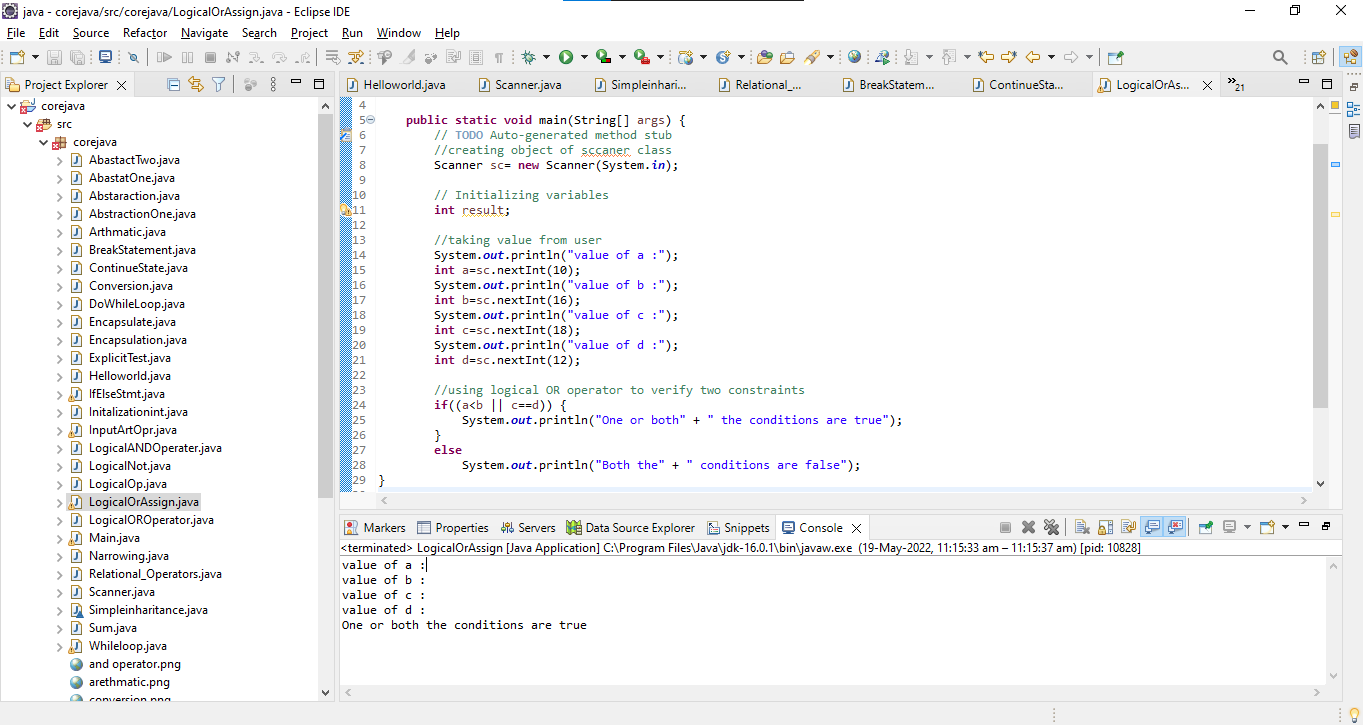 java - corejava/src/corejava/LogicalOrAssign.java - Eclipse IDE
File Edit Source Refactor Navigate Search Project Run Window Help
Project Explorer
corejava
src
corejava
AbastactTwo.java
AbastatOne.java
Abstaraction.java
AbstractionOne.java
Arthmatic.java
BreakStatement.java
ContinueState.java
Conversion.java
DoWhileLoop.java
Encapsulate.java
Encapsulation.java
ExplicitTest.java
Helloworld.java
IfElseStmt.java
Initalizationint.java
InputArtOpr.java
LogicalANDOperater.java
LogicalNot.java
LogicalOp.java
LogicalOrAssign.java
LogicalOROperator.java
Main.java
Narrowing.java
Relational_Operators.java
Scanner.java
Simpleinharitance.java
Sum.java
Whileloop.java
and operator.png
arethmatic.png
conversion.png
Helloworld.java Scanner.java Simpleinhari... Relational_... BreakStatem... ContinueSta... LogicalOrAs... »21
4
5 public static void main(String[] args) {
6 // TODO Auto-generated method stub
7 //creating object of sccaner class
8 Scanner sc= new Scanner(System.in);
9
10 // Initializing variables
11 int result;
12
13 //taking value from user
14 System.out.println("value of a :");
15 int a=sc.nextInt(10);
16 System.out.println("value of b :");
17 int b=sc.nextInt(16);
18 System.out.println("value of c :");
19 int c=sc.nextInt(18);
20 System.out.println("value of d :");
21 int d=sc.nextInt(12);
22
23 //using logical OR operator to verify two constraints
24 if((a<b || c==d)) {
25 System.out.println("One or both" + " the conditions are true");
26 }
27 else
28 System.out.println("Both the" + " conditions are false");
29 }
Markers Properties Servers Data Source Explorer Snippets Console
<terminated> LogicalOrAssign [Java Application] C:\Program Files\Java\jdk-16.0.1\bin\javaw.exe (19-May-2022, 11:15:33 am – 11:15:37 am) [pid: 10828]
value of a :
value of b :
value of c :
value of d :
One or both the conditions are true